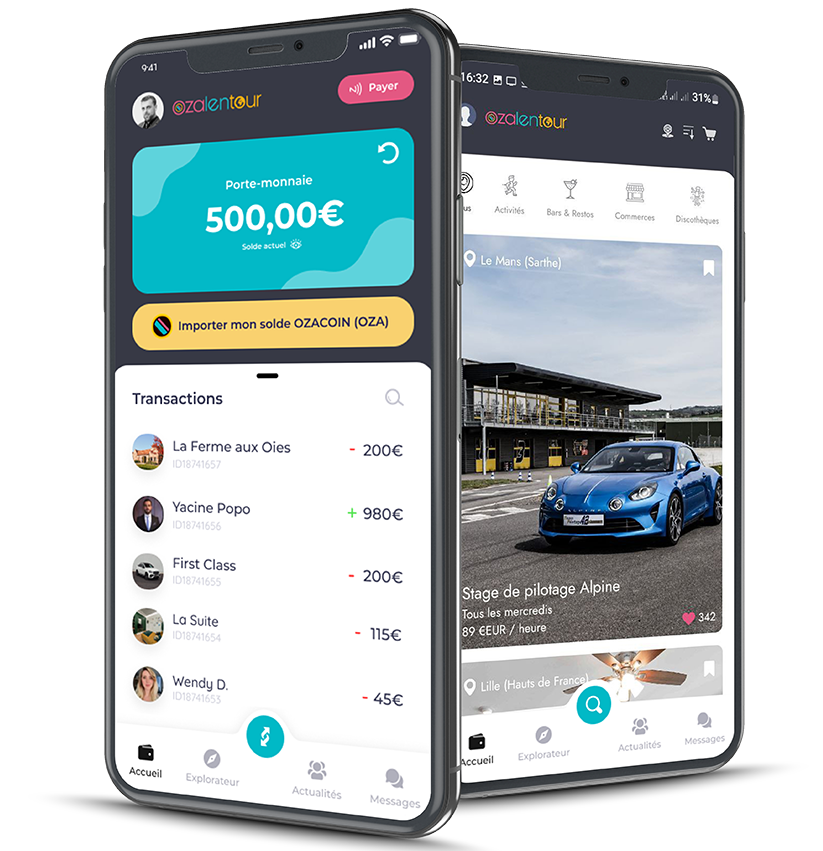 9:41
ozalentour
Payer
Porte-monnaie
500,00€
Solde actuel
Importer mon solde OZACOIN (OZA)
Transactions
La Ferme aux Oies
- 200€
ID18741657
Yacine Popo
+ 980€
ID18741656
First Class
- 200€
ID18741655
La Suite
- 115€
ID18741654
Wendy D.
- 45€
ID18741653
Accueil
Explorateur
Actualités
Messages
16:32
31%
ozalentour
us
Activités
Bars & Restos
Commerces
Discothèques
Le Mans (Sarthe)
ALPINE
Stage de pilotage Alpine
Tous les mercredis
89 €EUR / heure
342
Lille (Hauts de France)
Accueil
Explorateur
Actualités
Messages